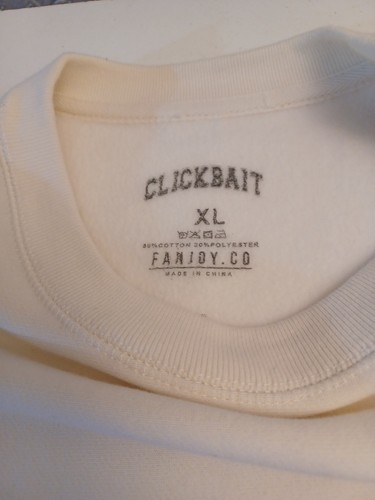 CLICKBAIT
XL
80%COTTON 20%POLYESTER
FANJOY.CO
MADE IN CHINA